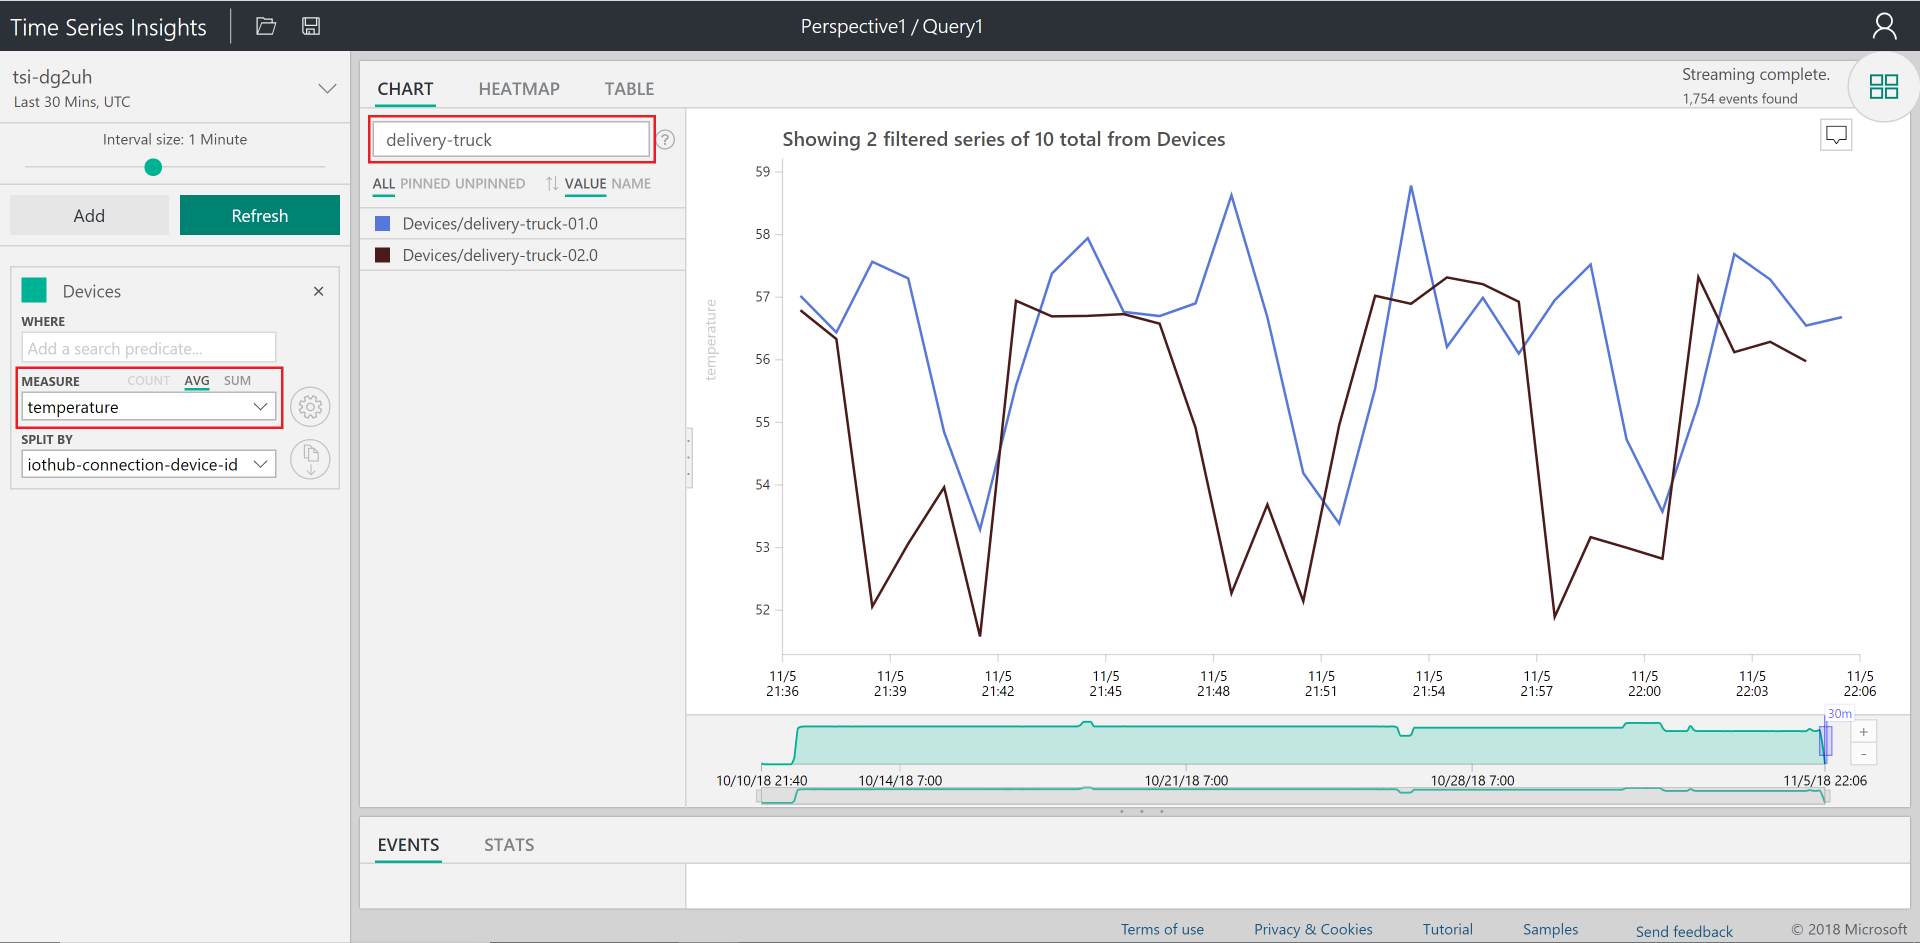 Time Series Insights
Perspective1 / Query1
tsi-dg2uh
Last 30 Mins, UTC
Interval size: 1 Minute
Add
Refresh
Devices
×
WHERE
Add a search predicate...
MEASURE COUNT AVG SUM
temperature
SPLIT BY
iothub-connection-device-id
CHART HEATMAP TABLE
Streaming complete.
1,754 events found
delivery-truck
?
ALL PINNED UNPINNED VALUE NAME
Devices/delivery-truck-01.0
Devices/delivery-truck-02.0
Showing 2 filtered series of 10 total from Devices
temperature
59
58
57
56
55
54
53
52
11/5 21:36
11/5 21:39
11/5 21:42
11/5 21:45
11/5 21:48
11/5 21:51
11/5 21:54
11/5 21:57
11/5 22:00
11/5 22:03
11/5 22:06
30m
+
-
10/10/18 21:40 10/14/18 7:00 10/21/18 7:00 10/28/18 7:00 11/5/18 22:06
EVENTS STATS
Terms of use Privacy & Cookies Tutorial Samples Send feedback © 2018 Microsoft